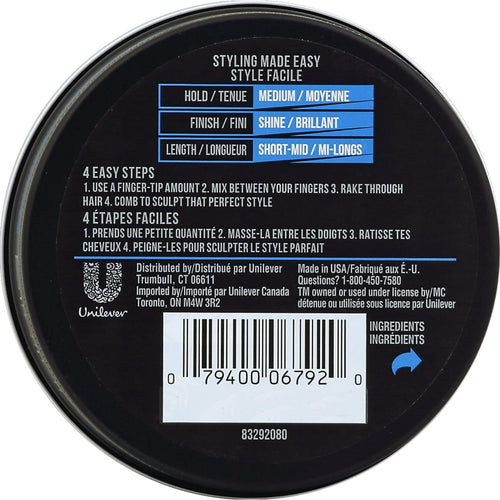 STYLING MADE EASY
STYLE FACILE
HOLD / TENUE MEDIUM / MOYENNE
FINISH / FINI SHINE / BRILLANT
LENGTH / LONGUEUR SHORT-MID / MI-LONGS
4 EASY STEPS
1. USE A FINGER-TIP AMOUNT 2. MIX BETWEEN YOUR FINGERS 3. RAKE THROUGH
HAIR 4. COMB TO SCULPT THAT PERFECT STYLE
4 ÉTAPES FACILES
1. PRENDS UNE PETITE QUANTITÉ 2. MASSE-LA ENTRE LES DOIGTS 3. RATISSE TES
CHEVEUX 4. PEIGNE-LES POUR SCULPTER LE STYLE PARFAIT
Distributed by/Distribué par Unilever
Trumbull, CT 06611
Imported by/Importé par Unilever Canada
Toronto, ON M4W 3R2
Made in USA/Fabriqué aux É.-U.
Questions? 1-800-450-7580
TM owned or used under license by/MC
détenue ou utilisée sous licence par Unilever
Unilever
INGREDIENTS
INGRÉDIENTS
0 79400 06792 0
83292080